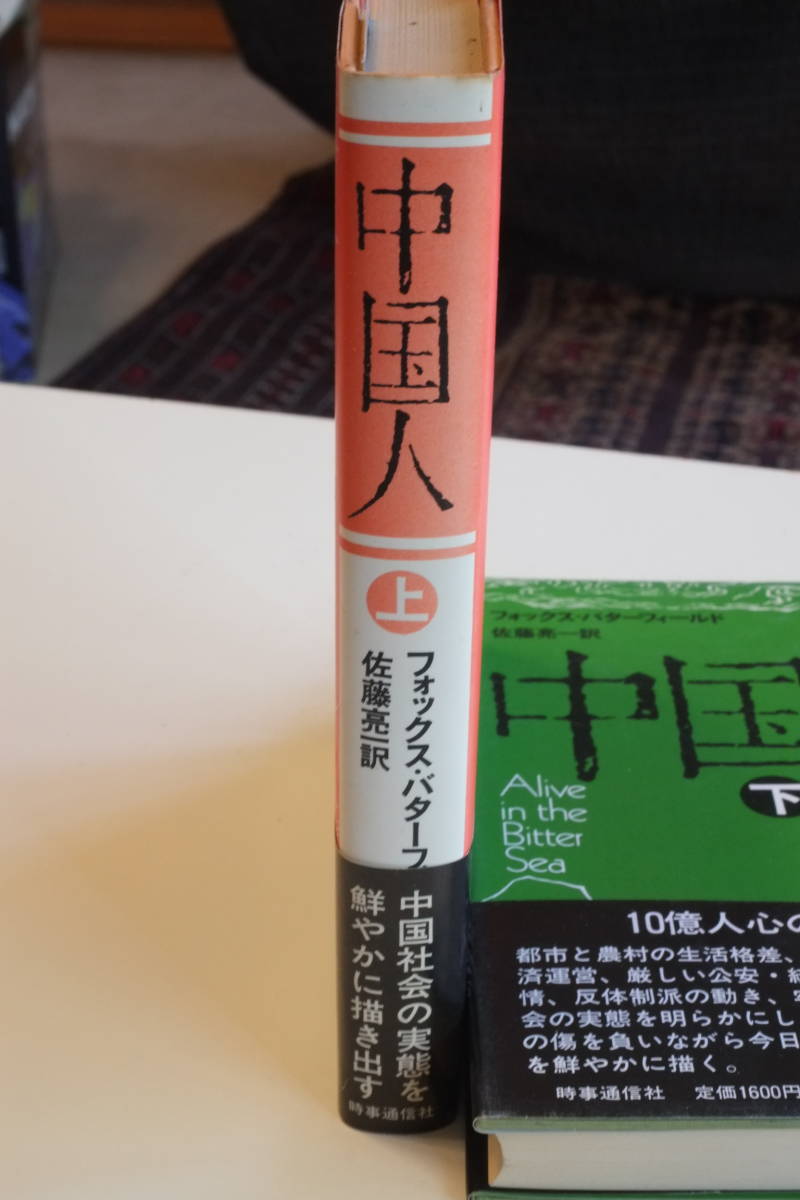 中国人
上
フォックス・バターフ
佐藤亮一訳
中国社会の実態を
鮮やかに描き出す
時事通信社
フォックス・バターフィールド
佐藤亮一訳
中国
下
Alive
in the
Bitter
Sea
10億人心の
都市と農村の生活格差、
済運営、厳しい公安・
情、反体制派の動き、
会の実態を明らかにし
の傷を負いながら今日
を鮮やかに描く。
時事通信社 定価1600円